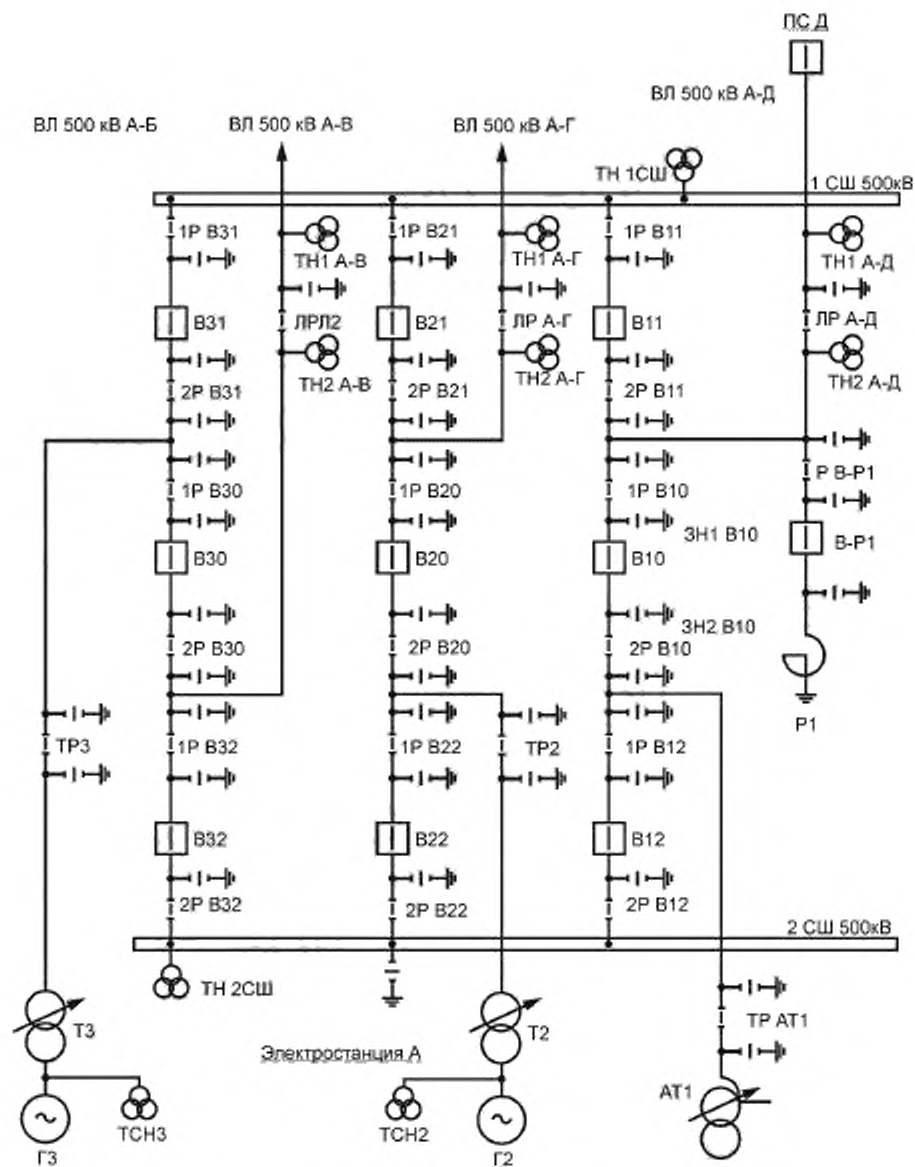 ПС Д
ВЛ 500 кВ А-Д
ВЛ 500 кВ А-Б
ВЛ 500 кВ А-В
ВЛ 500 кВ А-Г
ТН 1СШ
1 СШ 500кВ
1Р В31
ТН1 А-В
1Р В21
ТН1 А-Г
1Р В11
ТН1 А-Д
В31
ЛРЛ2
В21
ЛР А-Г
В11
ЛР А-Д
2Р В31
ТН2 А-В
2Р В21
ТН2 А-Г
2Р В11
ТН2 А-Д
1Р В30
1Р В20
1Р В10
Р В-Р1
ЗН1 В10
В30
В20
В10
В-Р1
ЗН2 В10
2Р В30
2Р В20
2Р В10
Р1
ТР3
1Р В32
1Р В22
ТР2
1Р В12
В32
В22
В12
2Р В32
2Р В22
2Р В12
2 СШ 500кВ
ТН 2СШ
Т3
Электростанция А
Т2
ТР АТ1
АТ1
ТСН3
ТСН2
~
~
Г3
Г2